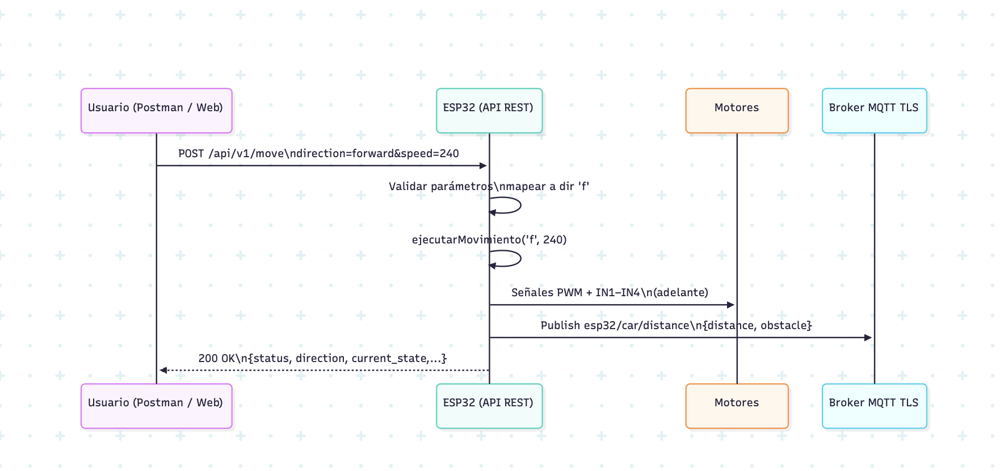 Usuario (Postman / Web)
ESP32 (API REST)
Motores
Broker MQTT TLS
POST /api/v1/move\ndirection=forward&speed=240
Validar parámetros\nmapear a dir 'f'
ejecutarMovimiento('f', 240)
Señales PWM + IN1–IN4\n(adelante)
Publish esp32/car/distance\n{distance, obstacle}
200 OK\n{status, direction, current_state,...}
Usuario (Postman / Web)
ESP32 (API REST)
Motores
Broker MQTT TLS